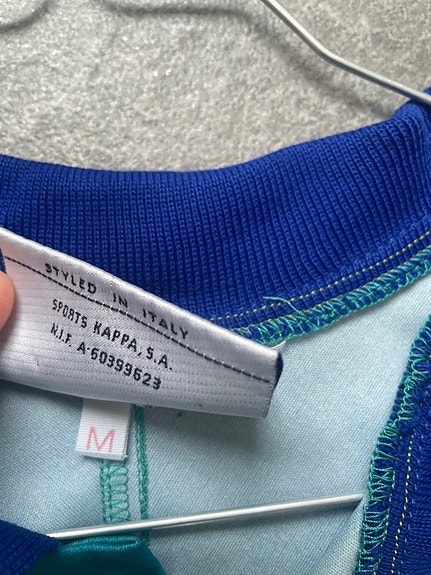 STYLED IN ITALY
SPORTS KAPPA, S.A.
N.I.F. A-60399623
M